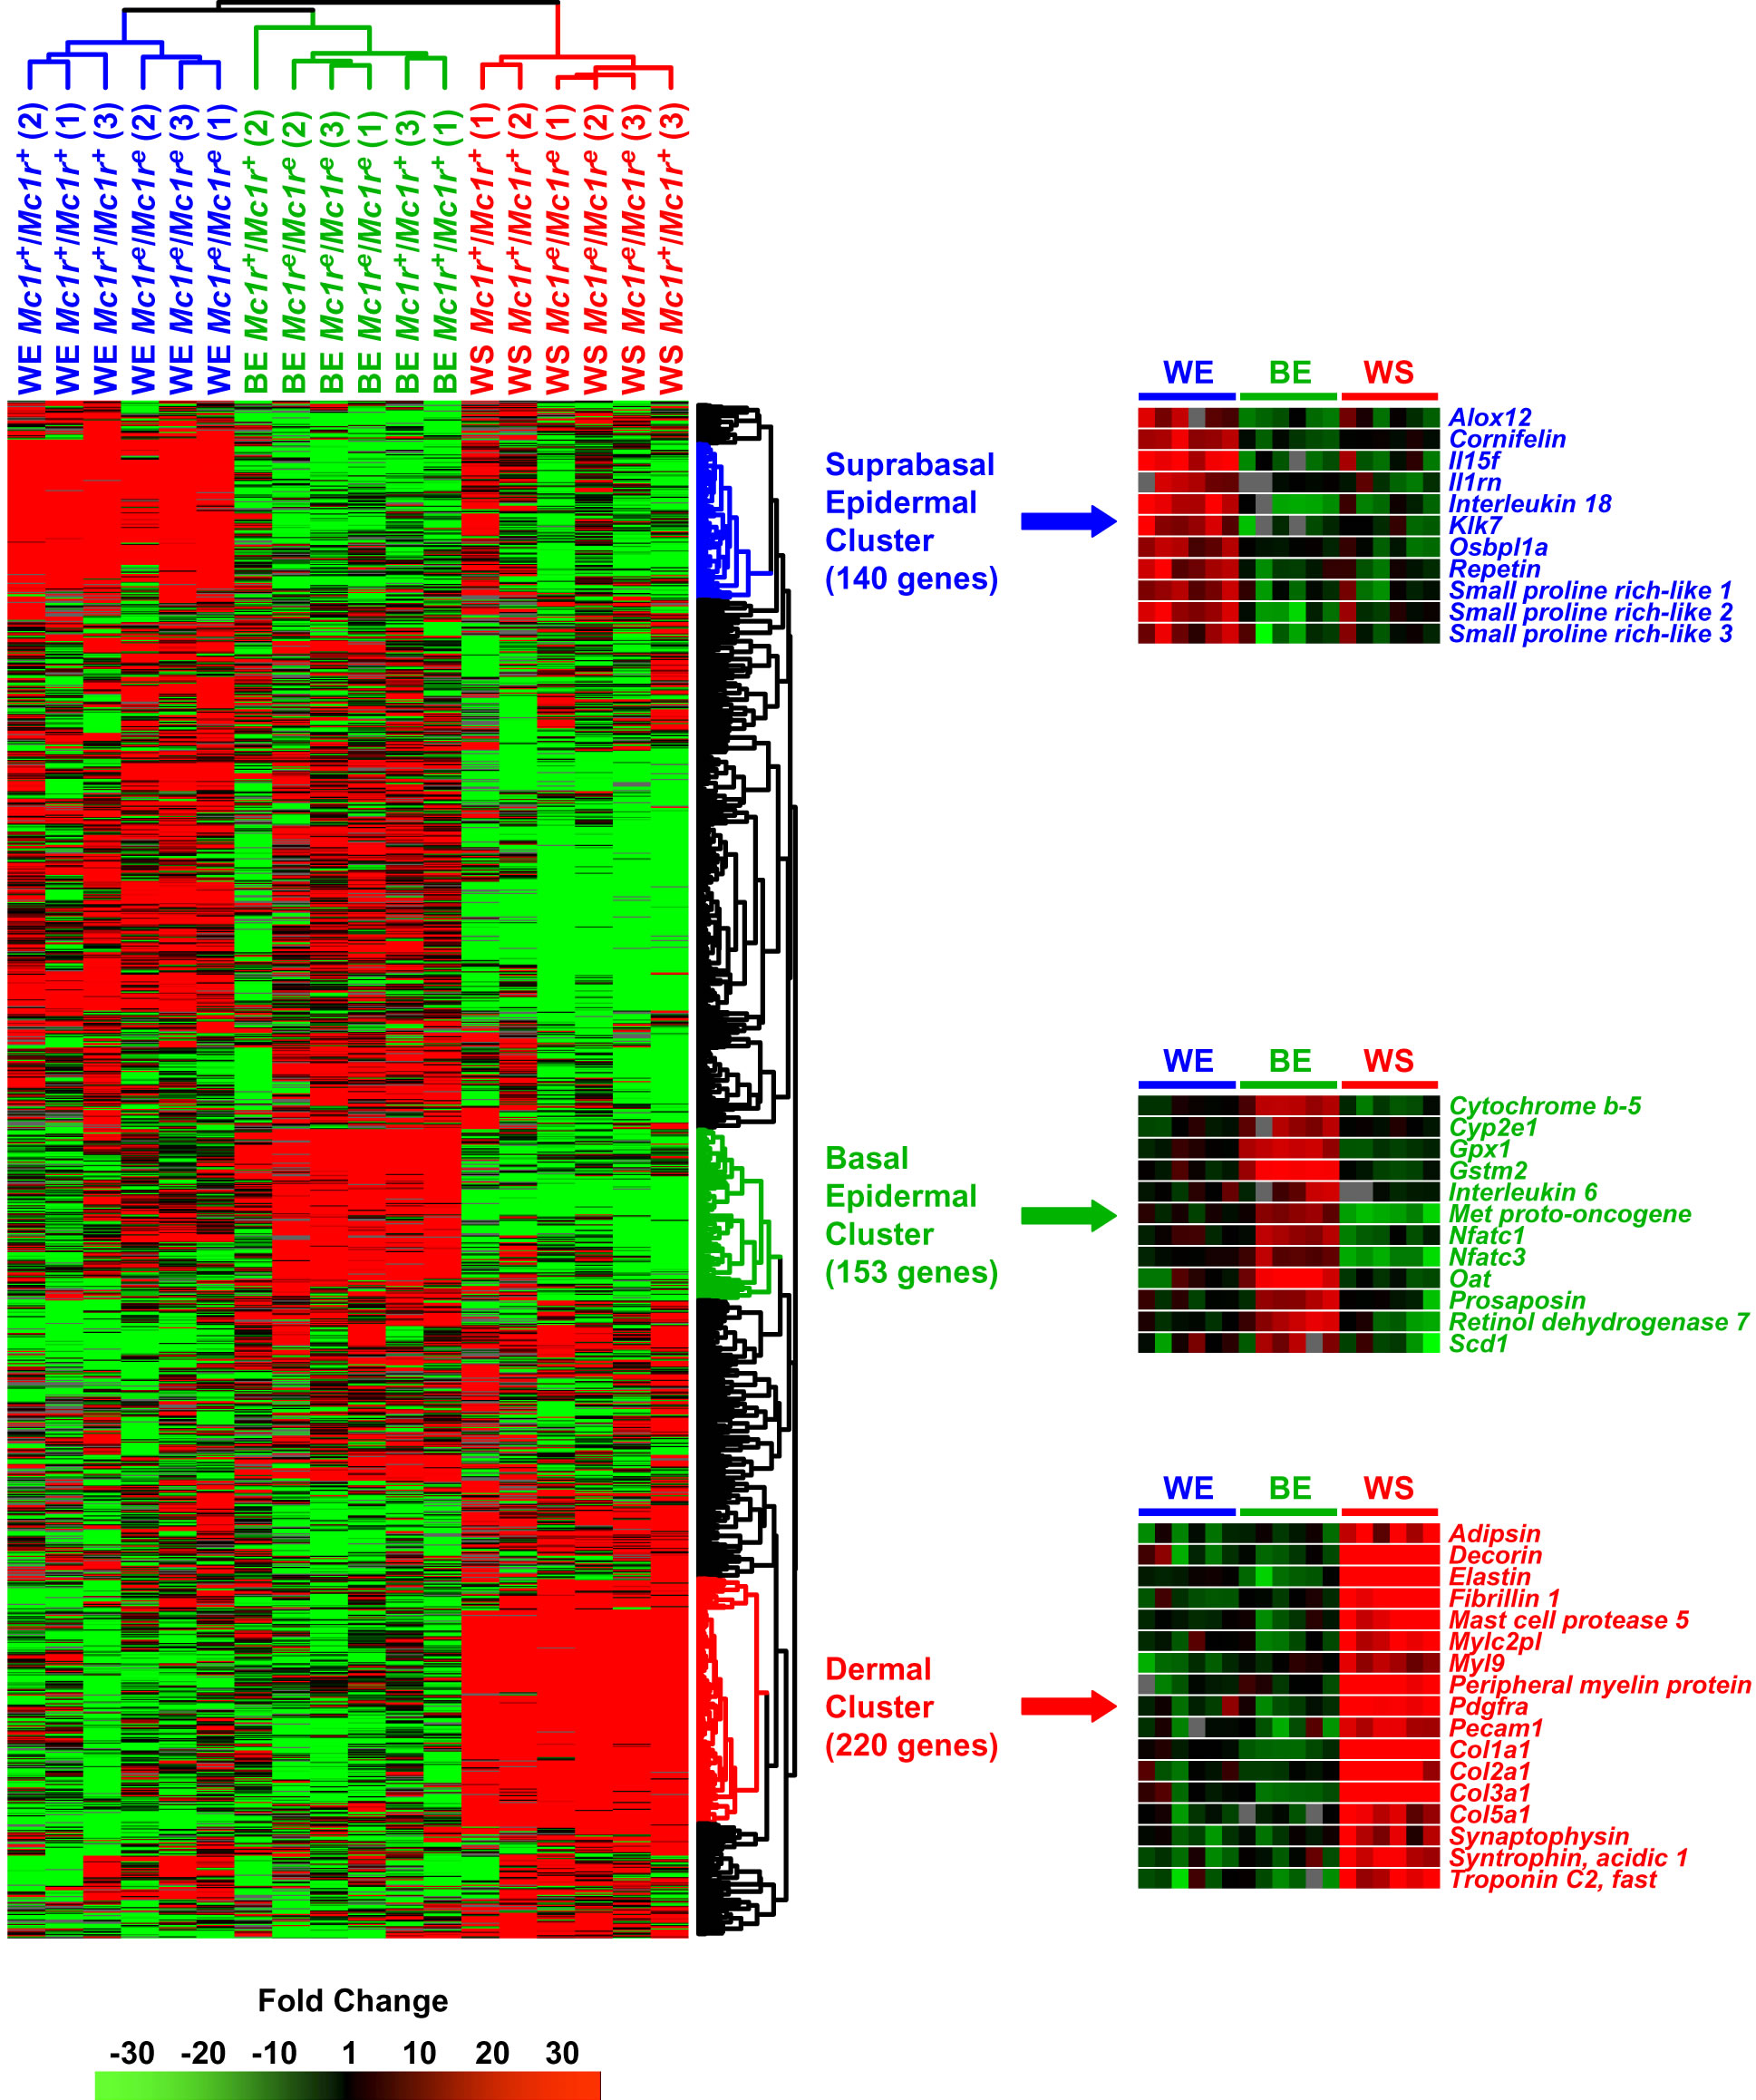 WE Mc1r+/Mc1r+ (2)
WE Mc1r+/Mc1r+ (1)
WE Mc1r+/Mc1r+ (3)
WE Mc1re/Mc1re (2)
WE Mc1re/Mc1re (3)
WE Mc1re/Mc1re (1)
BE Mc1r+/Mc1r+ (2)
BE Mc1re/Mc1re (2)
BE Mc1re/Mc1re (3)
BE Mc1re/Mc1re (1)
BE Mc1r+/Mc1r+ (3)
BE Mc1r+/Mc1r+ (1)
WS Mc1r+/Mc1r+ (1)
WS Mc1r+/Mc1r+ (2)
WS Mc1re/Mc1re (1)
WS Mc1re/Mc1re (2)
WS Mc1re/Mc1re (3)
WS Mc1r+/Mc1r+ (3)
Suprabasal
Epidermal
Cluster
(140 genes)
WE BE WS
Alox12
Cornifelin
Il15f
Il1rn
Interleukin 18
Klk7
Osbpl1a
Repetin
Small proline rich-like 1
Small proline rich-like 2
Small proline rich-like 3
Basal
Epidermal
Cluster
(153 genes)
WE BE WS
Cytochrome b-5
Cyp2e1
Gpx1
Gstm2
Interleukin 6
Met proto-oncogene
Nfatc1
Nfatc3
Oat
Prosaposin
Retinol dehydrogenase 7
Scd1
Dermal
Cluster
(220 genes)
WE BE WS
Adipsin
Decorin
Elastin
Fibrillin 1
Mast cell protease 5
Mylc2pl
Myl9
Peripheral myelin protein
Pdgfra
Pecam1
Col1a1
Col2a1
Col3a1
Col5a1
Synaptophysin
Syntrophin, acidic 1
Troponin C2, fast
Fold Change
-30 -20 -10 1 10 20 30